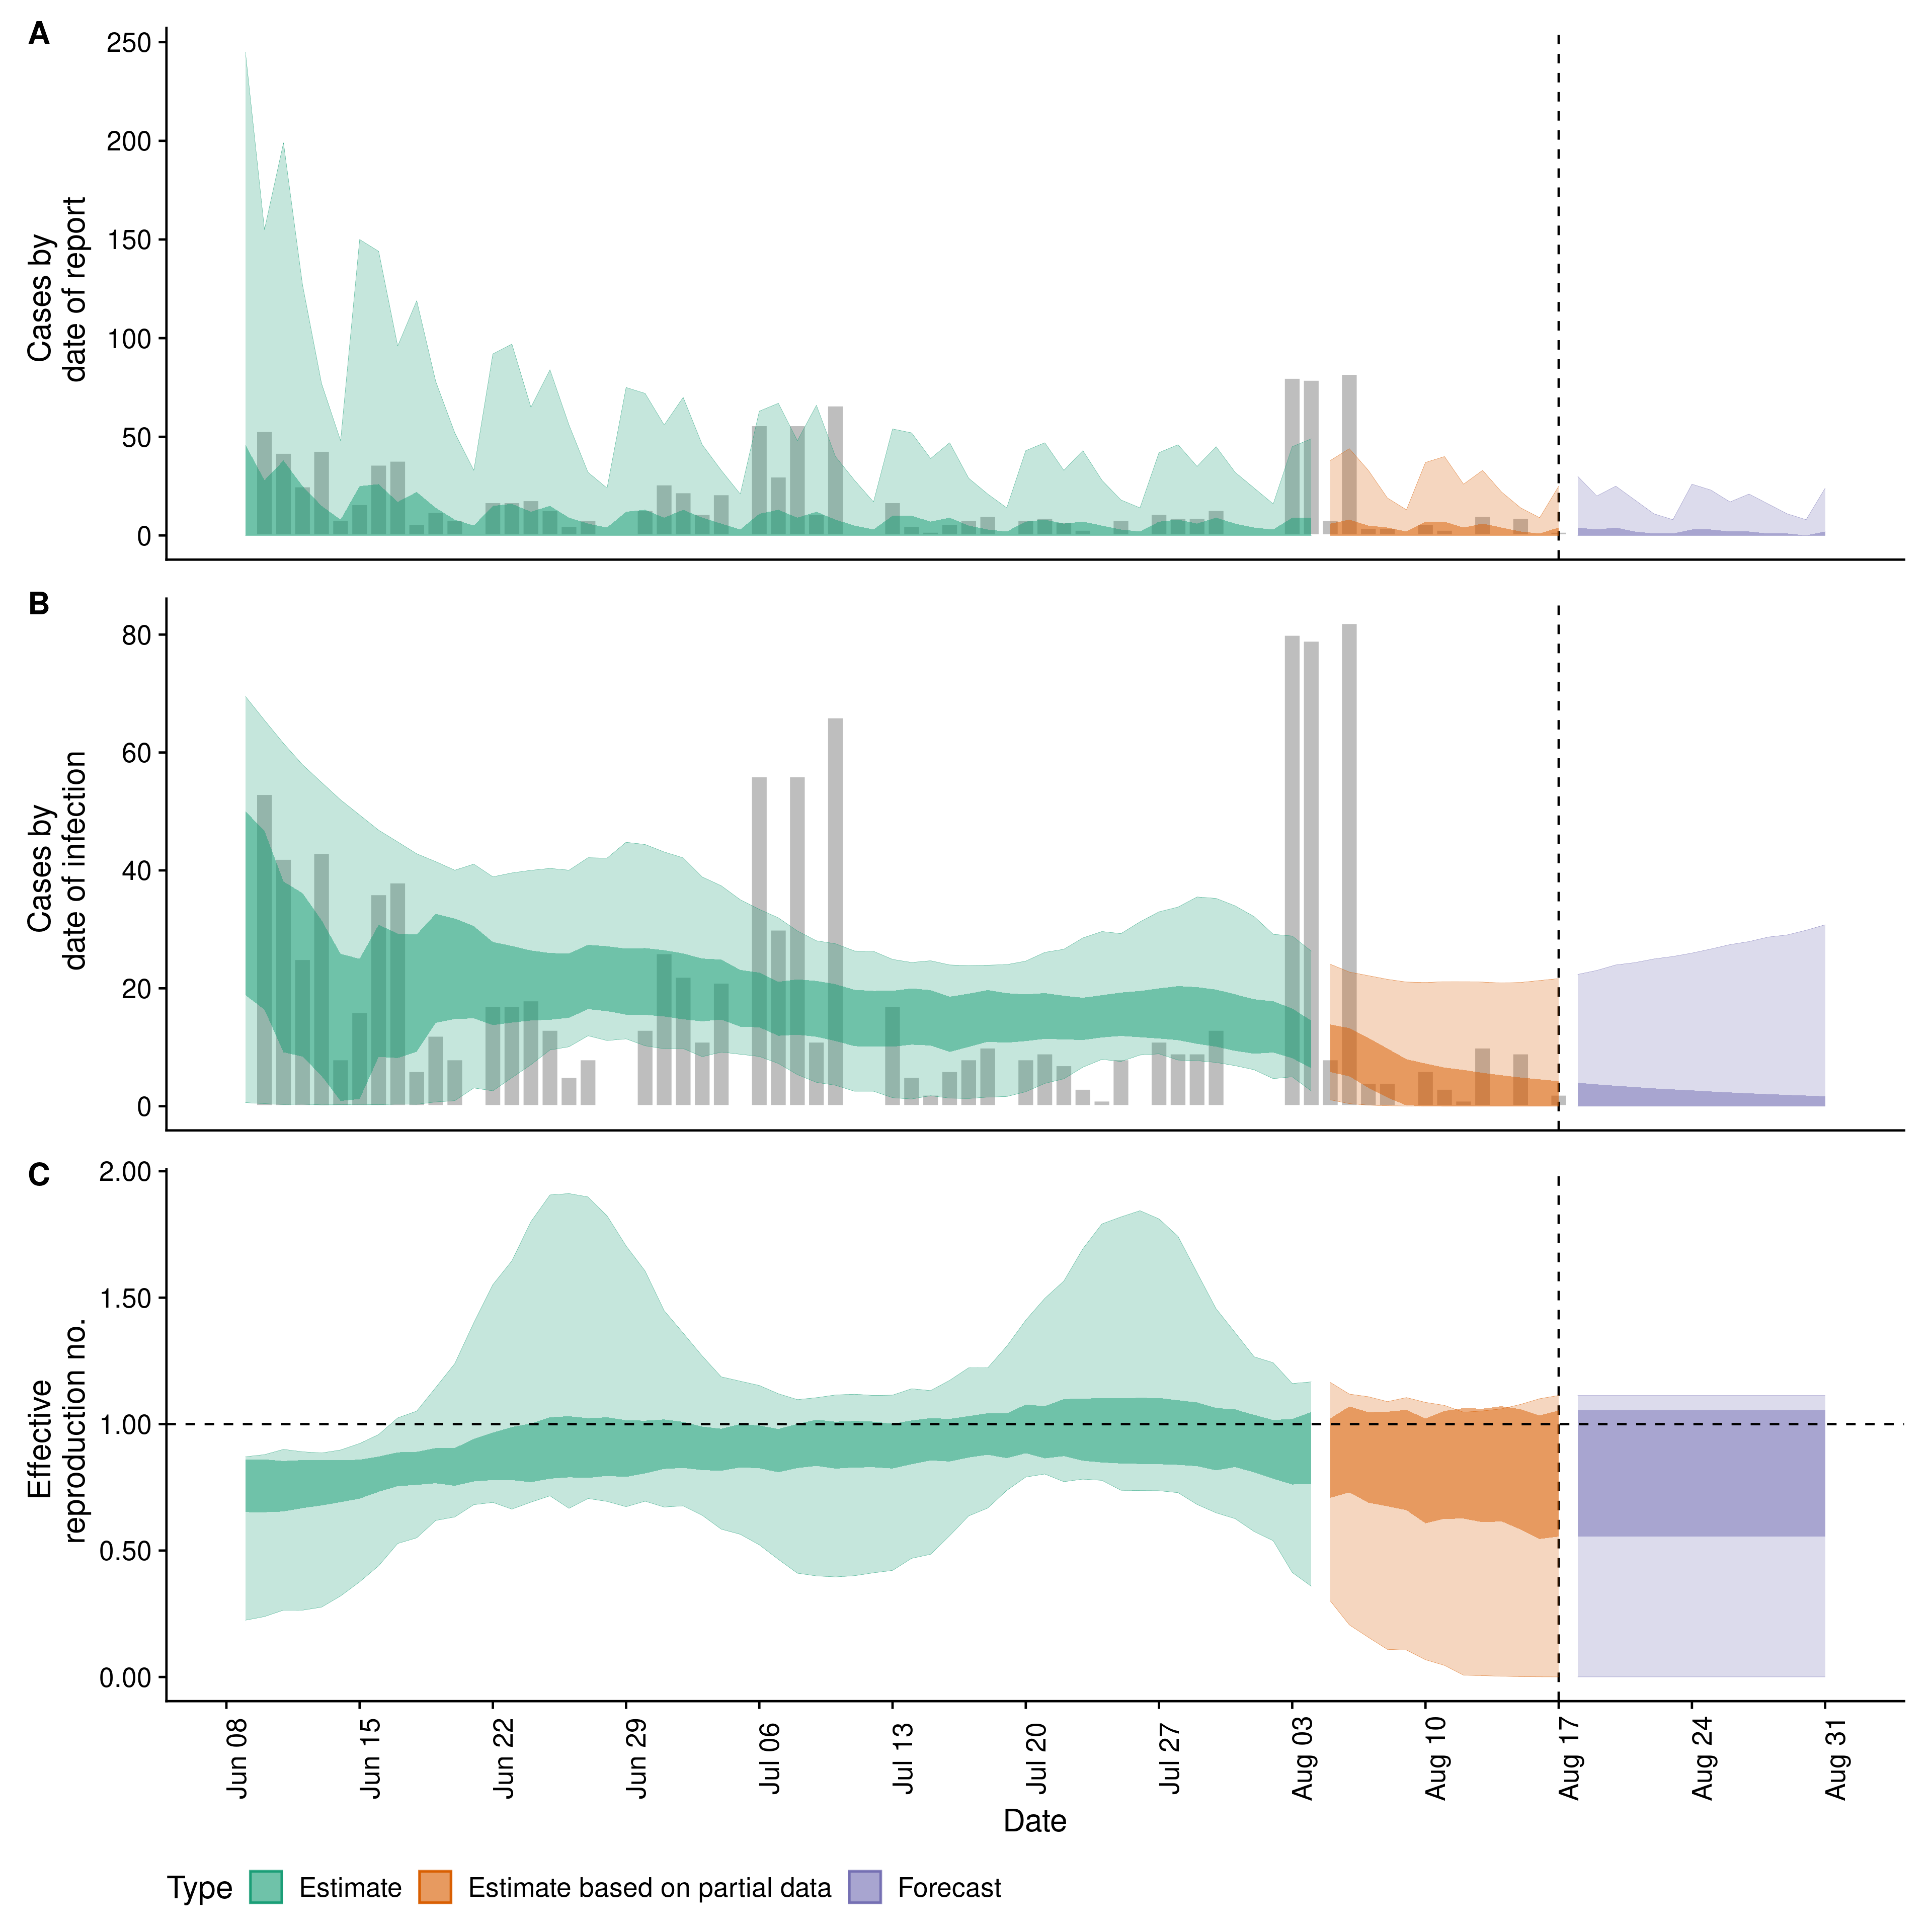 A
250
200
150
100
50
0
Cases by
date of report
B
80
60
40
20
0
Cases by
date of infection
C
2.00
1.50
1.00
0.50
0.00
Effective
reproduction no.
Jun 08
Jun 15
Jun 22
Jun 29
Jul 06
Jul 13
Jul 20
Jul 27
Aug 03
Aug 10
Aug 17
Aug 24
Aug 31
Date
Type Estimate Estimate based on partial data Forecast